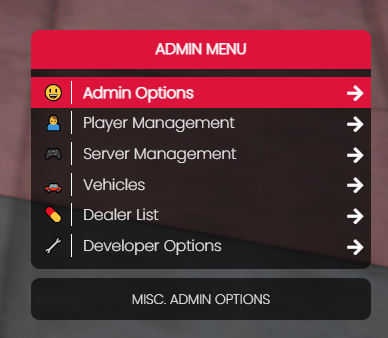 ADMIN MENU
Admin Options
Player Management
Server Management
Vehicles
Dealer List
Developer Options
MISC. ADMIN OPTIONS